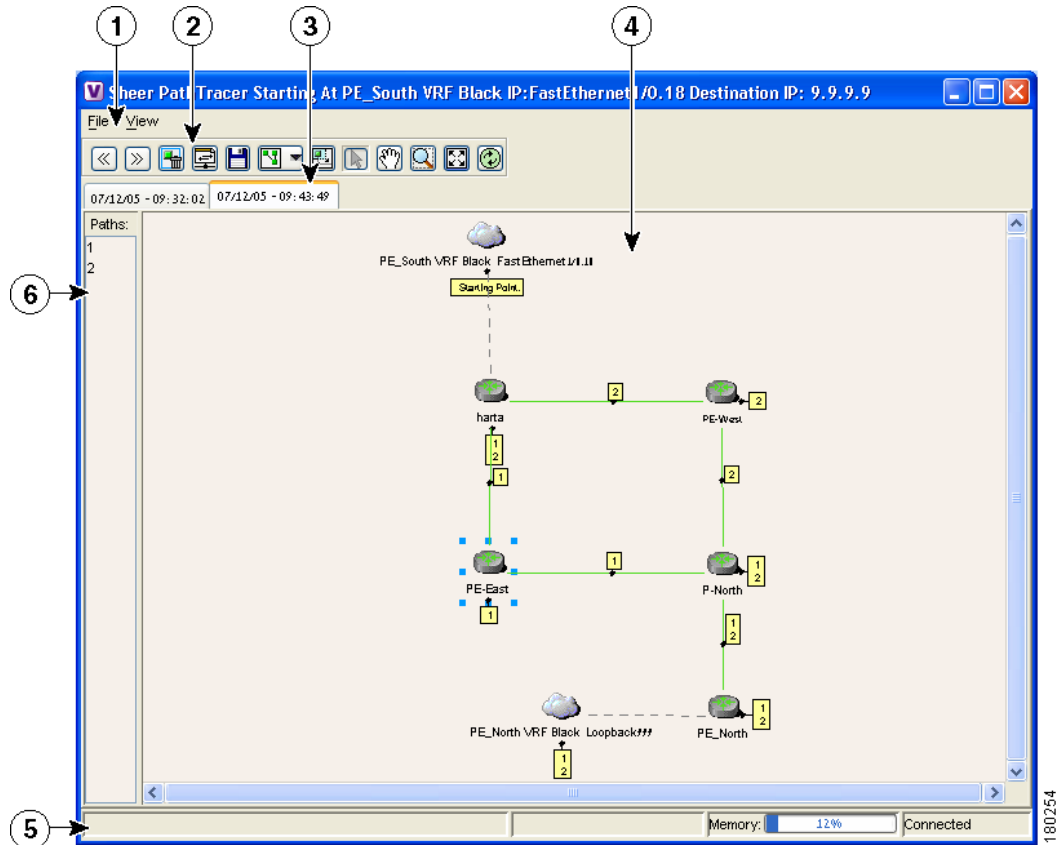 1
2
3
4
Sheer Path Tracer Starting At PE_South VRF Black IP:FastEthernet1/0.18 Destination IP: 9.9.9.9
File View
07/12/05 - 09:32:02
07/12/05 - 09:43:49
Paths:
1
2
PE_South VRF Black FastEthernet1/0.18
Starting Point.
6
harta
2
PE-West
2
1
2
1
2
PE-East
1
P-North
1
2
1
1
2
PE_North VRF Black Loopback
PE_North
1
2
1
2
5
Memory:
12%
Connected
180254